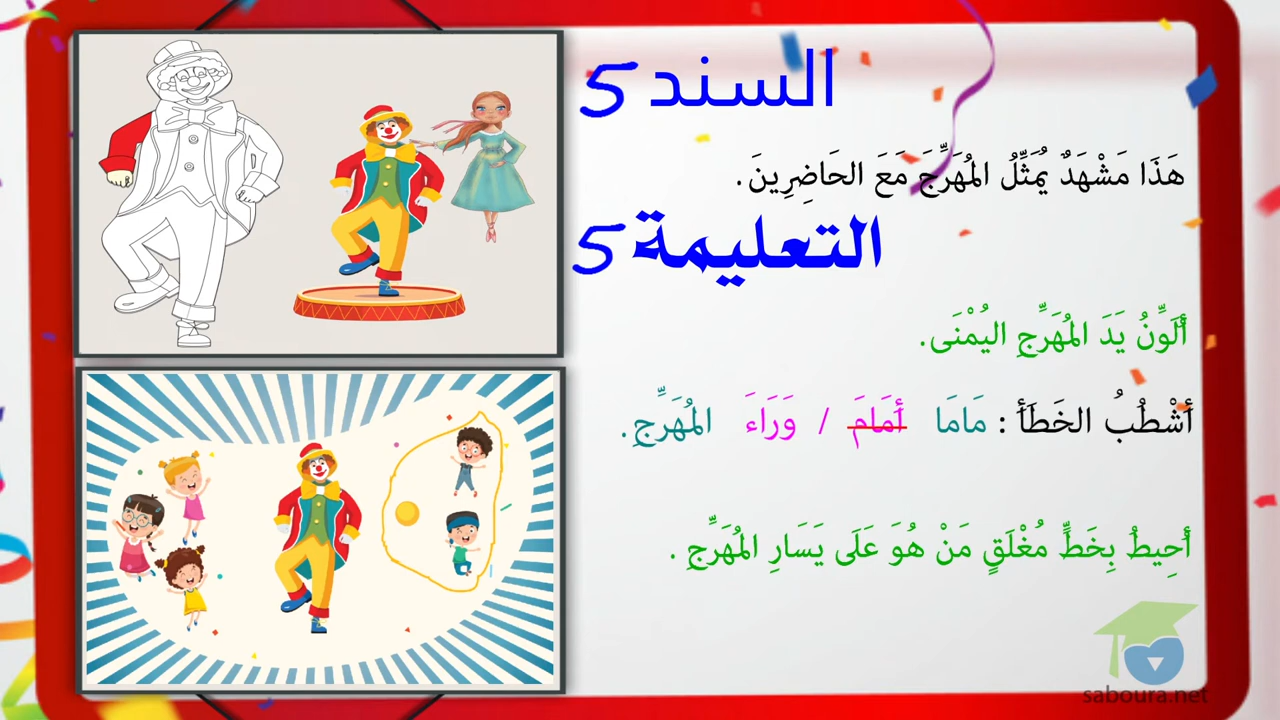 السند 5
هَذَا مَشْهَدٌ يُمَثِّلُ المُهَرِّجَ مَعَ الحَاضِرِينَ .
التعليمة 5
أُلَوِّنُ يَدَ المُهَرِّجِ اليُمْنَى .
أَشْطُبُ الخَطَأَ : مَامَا أَمَامَ / وَرَاءَ المُهَرِّجِ .
أُحِيطُ بِخَطٍّ مُغْلَقٍ مَنْ هُوَ عَلَى يَسَارِ المُهَرِّجِ .
saboura.net